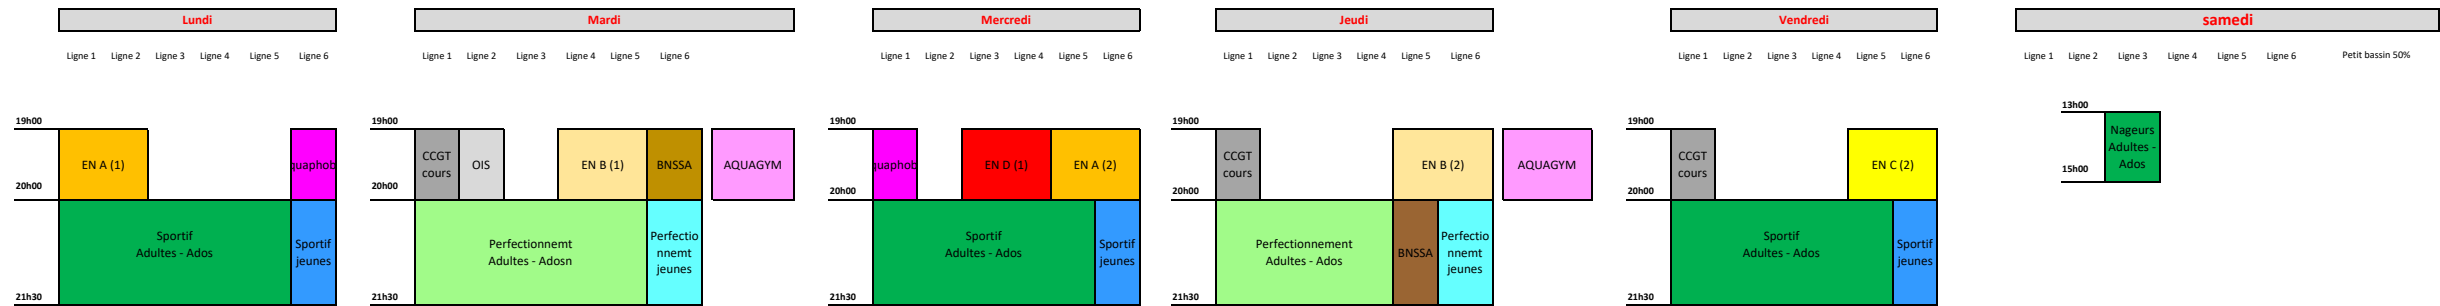 Lundi
Mardi
Mercredi
Jeudi
Vendredi
samedi
Ligne 1 Ligne 2 Ligne 3 Ligne 4 Ligne 5 Ligne 6
Ligne 1 Ligne 2 Ligne 3 Ligne 4 Ligne 5 Ligne 6
Ligne 1 Ligne 2 Ligne 3 Ligne 4 Ligne 5 Ligne 6
Ligne 1 Ligne 2 Ligne 3 Ligne 4 Ligne 5 Ligne 6
Ligne 1 Ligne 2 Ligne 3 Ligne 4 Ligne 5 Ligne 6
Ligne 1 Ligne 2 Ligne 3 Ligne 4 Ligne 5 Ligne 6 Petit bassin 50%
19h00
EN A (1)
quaphob
20h00
Sportif
Adultes - Ados
Sportif
jeunes
21h30
19h00
CCGT
cours
OIS
EN B (1)
BNSSA
AQUAGYM
20h00
Perfectionnemt
Adultes - Adosn
Perfectio
nnemt
jeunes
21h30
19h00
quaphob
EN D (1)
EN A (2)
20h00
Sportif
Adultes - Ados
Sportif
jeunes
21h30
19h00
CCGT
cours
EN B (2)
AQUAGYM
20h00
Perfectionnement
Adultes - Ados
BNSSA
Perfectio
nnemt
jeunes
21h30
19h00
CCGT
cours
EN C (2)
20h00
Sportif
Adultes - Ados
Sportif
jeunes
21h30
13h00
Nageurs
Adultes -
Ados
15h00